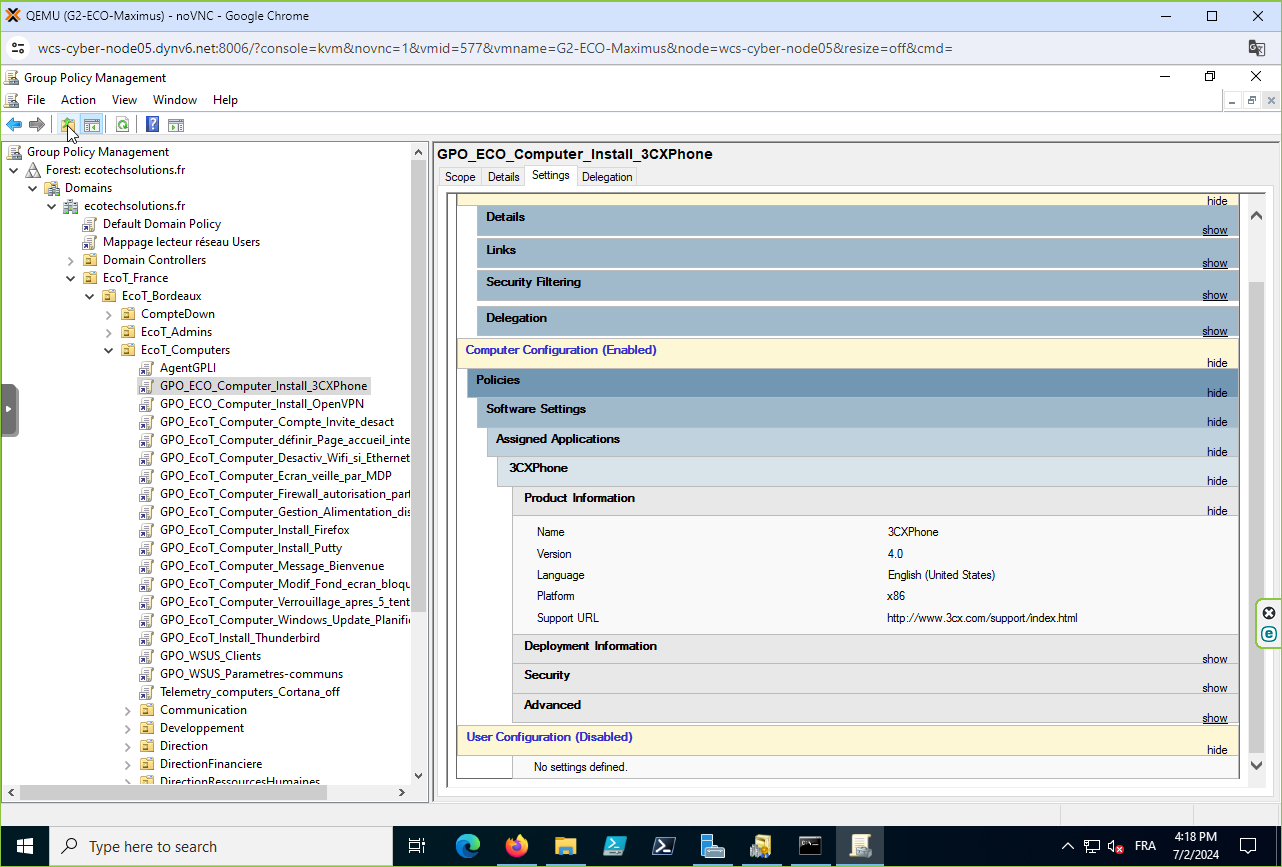 QEMU (G2-ECO-Maximus) - noVNC - Google Chrome
wcs-cyber-node05.dynv6.net:8006/?console=kvm&novnc=1&vmid=577&vmname=G2-ECO-Maximus&node=wcs-cyber-node05&resize=off&cmd=
Group Policy Management
File Action View Window Help
Group Policy Management
Forest: ecotechsolutions.fr
Domains
ecotechsolutions.fr
Default Domain Policy
Mappage lecteur réseau Users
Domain Controllers
EcoT_France
EcoT_Bordeaux
CompteDown
EcoT_Admins
EcoT_Computers
AgentGPLI
GPO_ECO_Computer_Install_3CXPhone
GPO_ECO_Computer_Install_OpenVPN
GPO_EcoT_Computer_Compte_Invite_desact
GPO_EcoT_Computer_définir_Page_accueil_inte
GPO_EcoT_Computer_Desactiv_Wifi_si_Ethernet
GPO_EcoT_Computer_Ecran_veille_par_MDP
GPO_EcoT_Computer_Firewall_autorisation_part
GPO_EcoT_Computer_Gestion_Alimentation_dis
GPO_EcoT_Computer_Install_Firefox
GPO_EcoT_Computer_Install_Putty
GPO_EcoT_Computer_Message_Bienvenue
GPO_EcoT_Computer_Modif_Fond_ecran_bloqu
GPO_EcoT_Computer_Verrouillage_apres_5_tent
GPO_EcoT_Computer_Windows_Update_Planifi
GPO_EcoT_Install_Thunderbird
GPO_WSUS_Clients
GPO_WSUS_Parametres-communs
Telemetry_computers_Cortana_off
Communication
Developpement
Direction
DirectionFinanciere
DirectionRessourcesHumaines
GPO_ECO_Computer_Install_3CXPhone
Scope Details Settings Delegation
hide
Details
show
Links
show
Security Filtering
show
Delegation
show
Computer Configuration (Enabled)
hide
Policies
hide
Software Settings
hide
Assigned Applications
hide
3CXPhone
hide
Product Information
hide
Name 3CXPhone
Version 4.0
Language English (United States)
Platform x86
Support URL http://www.3cx.com/support/index.html
Deployment Information
show
Security
show
Advanced
show
User Configuration (Disabled)
hide
No settings defined.
Type here to search
FRA
4:18 PM
7/2/2024